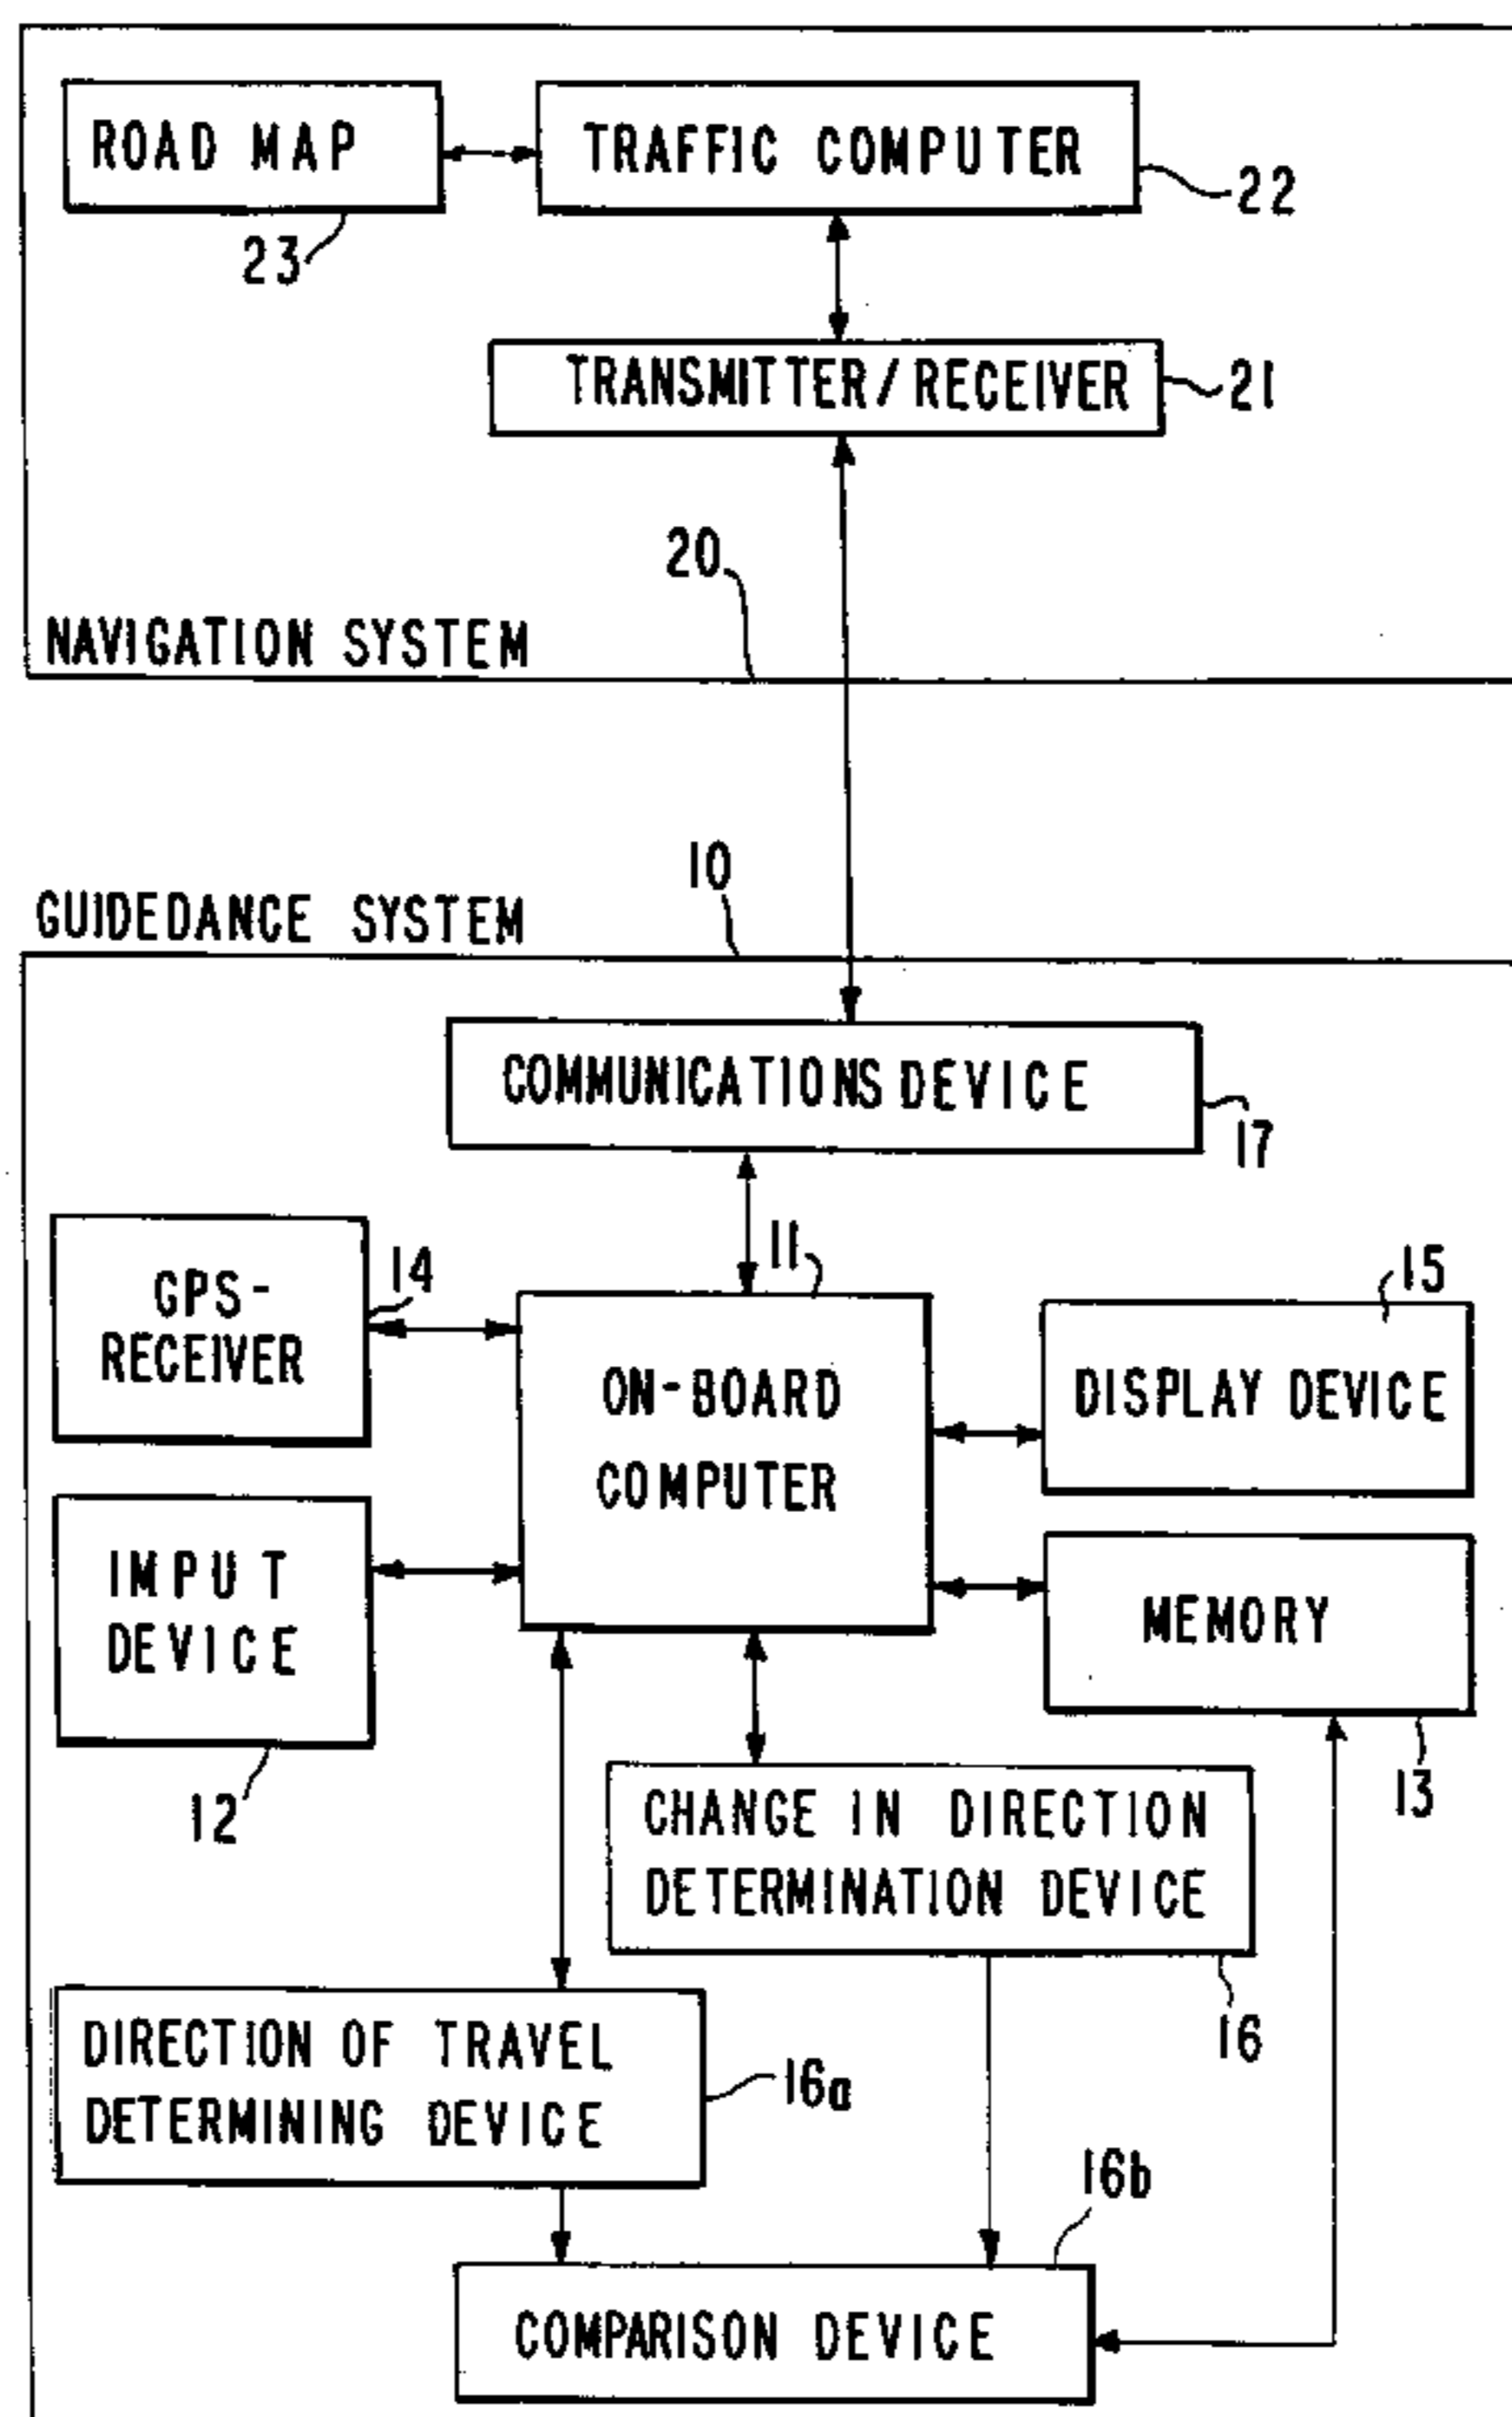 ROAD MAP
TRAFFIC COMPUTER
22
23
TRANSMITTER/RECEIVER
21
20
NAVIGATION SYSTEM
10
GUIDEDANCE SYSTEM
COMMUNICATIONS DEVICE
17
GPS-
RECEIVER
14
11
15
ON-BOARD
COMPUTER
DISPLAY DEVICE
IMPUT
DEVICE
12
MEMORY
13
CHANGE IN DIRECTION
DETERMINATION DEVICE
16
DIRECTION OF TRAVEL
DETERMINING DEVICE
16a
16b
COMPARISON DEVICE